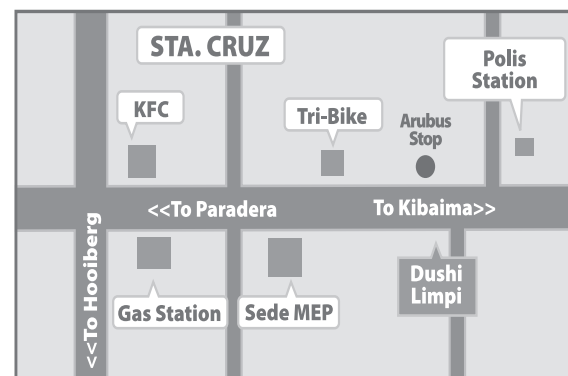 STA. CRUZ
Polis
Station
KFC
Tri-Bike
Arubus
Stop
<<To Paradera
To Kibaima>>
<<To Hooiberg
Gas Station
Sede MEP
Dushi
Limpi